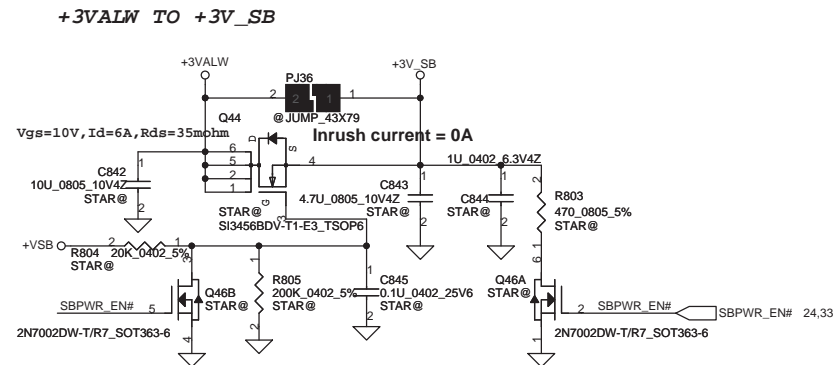 +3VALW TO +3V_SB
+3VALW
+3V_SB
PJ36
2
2
1
1
@JUMP_43X79
Q44
Vgs=10V,Id=6A,Rds=35mohm
Inrush current = 0A
D
S
G
6
5
2
1
4
3
STAR@
SI3456BDV-T1-E3_TSOP6
1
C842
10U_0805_10V4Z
STAR@
2
1
C843
4.7U_0805_10V4Z
STAR@
2
1U_0402_6.3V4Z
1
C844
STAR@
2
2
R803
470_0805_5%
STAR@
1
+VSB
2
1
R804
20K_0402_5%
STAR@
3
Q46B
STAR@
SBPWR_EN#
5
4
2N7002DW-T/R7_SOT363-6
1
R805
200K_0402_5%
STAR@
2
1
C845
0.1U_0402_25V6
STAR@
2
6
Q46A
STAR@
2
SBPWR_EN#
SBPWR_EN# 24,33
1
2N7002DW-T/R7_SOT363-6